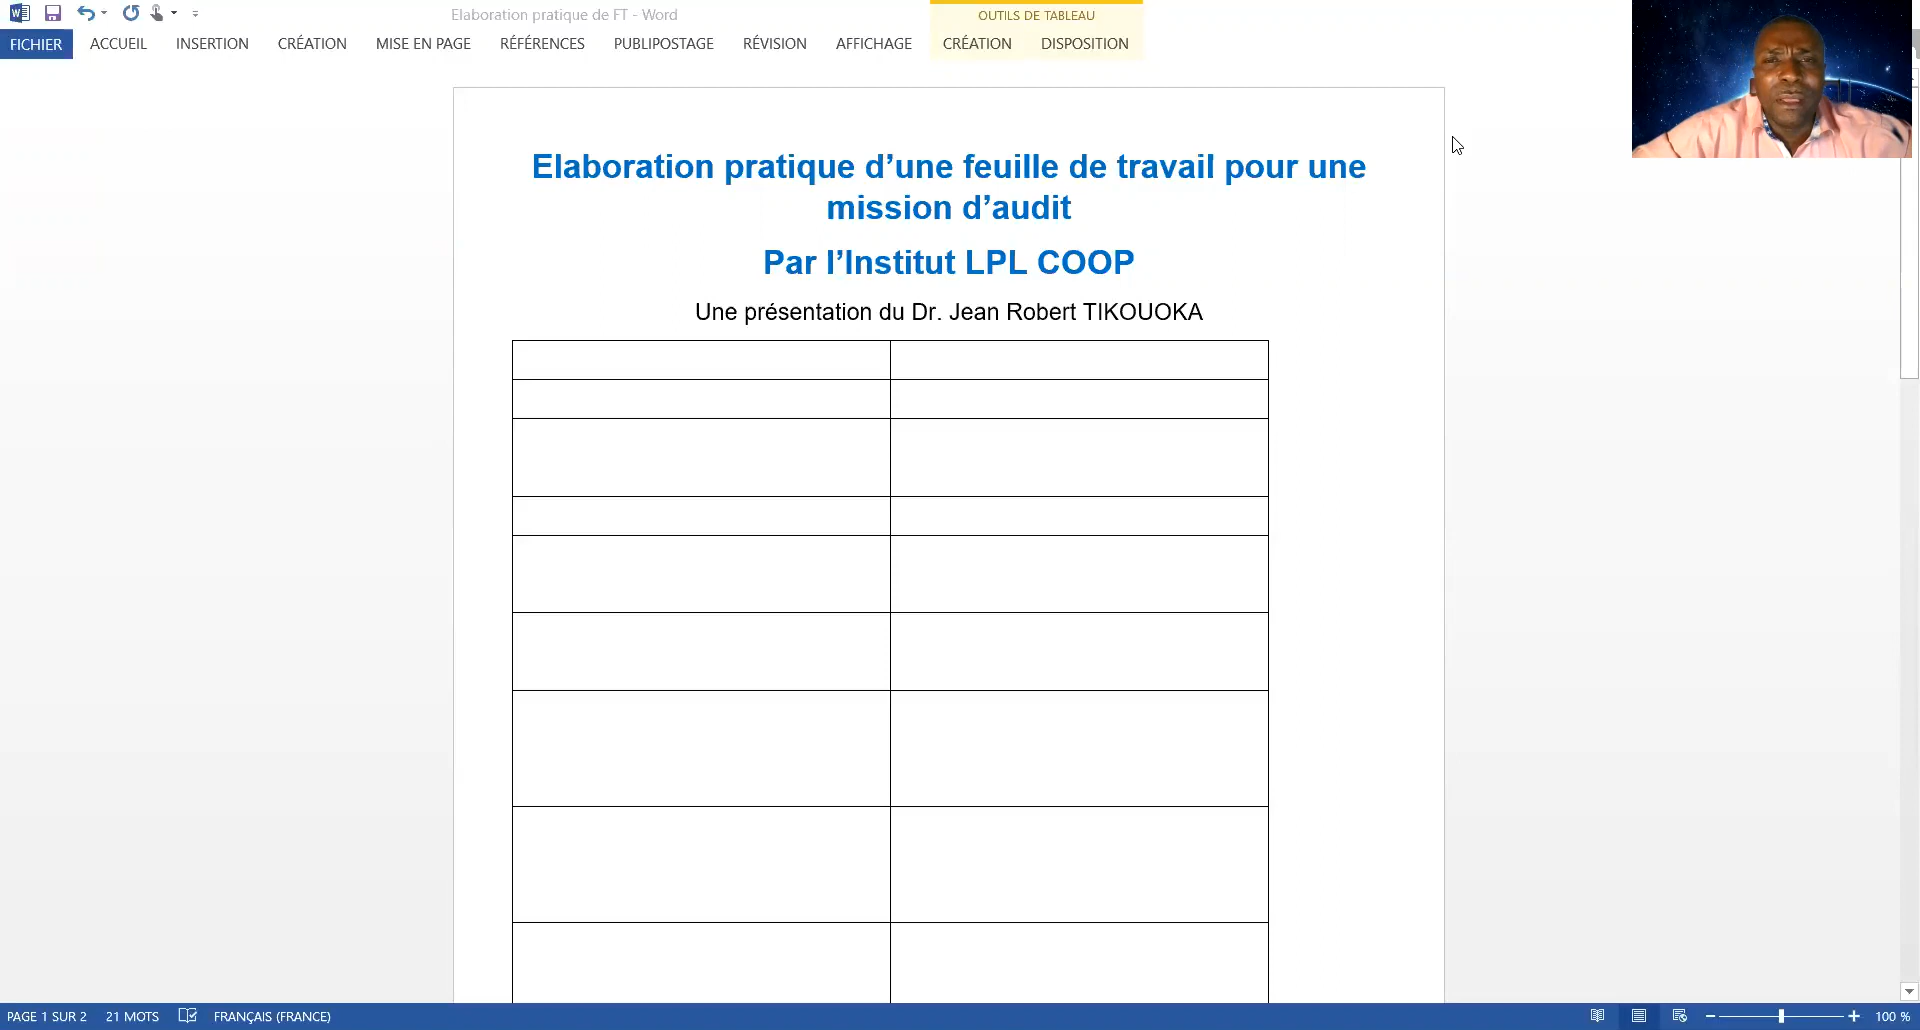 Elaboration pratique de FT - Word
OUTILS DE TABLEAU
FICHIER ACCUEIL INSERTION CRÉATION MISE EN PAGE RÉFÉRENCES PUBLIPOSTAGE RÉVISION AFFICHAGE CRÉATION DISPOSITION
Elaboration pratique d’une feuille de travail pour une
mission d’audit
Par l’Institut LPL COOP
Une présentation du Dr. Jean Robert TIKOUOKA
PAGE 1 SUR 2 21 MOTS FRANÇAIS (FRANCE) 100 %